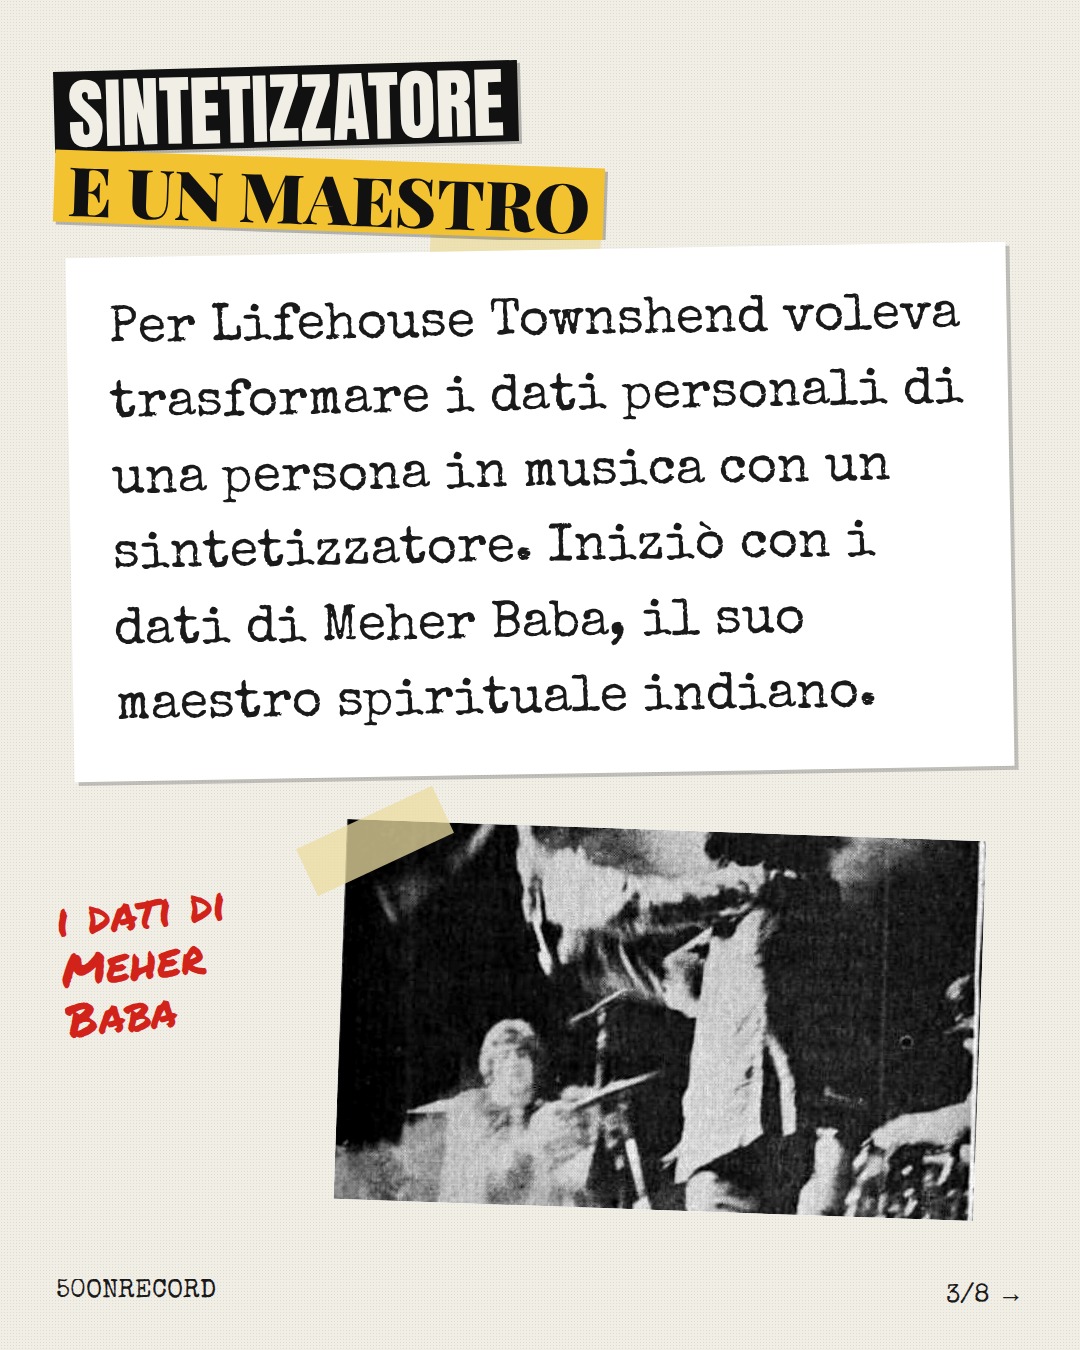 SINTETIZZATORE
E UN MAESTRO
Per Lifehouse Townshend voleva
trasformare i dati personali di
una persona in musica con un
sintetizzatore. Iniziò con i
dati di Meher Baba, il suo
maestro spirituale indiano.
I DATI DI
MEHER
BABA
50ONRECORD
3/8 →